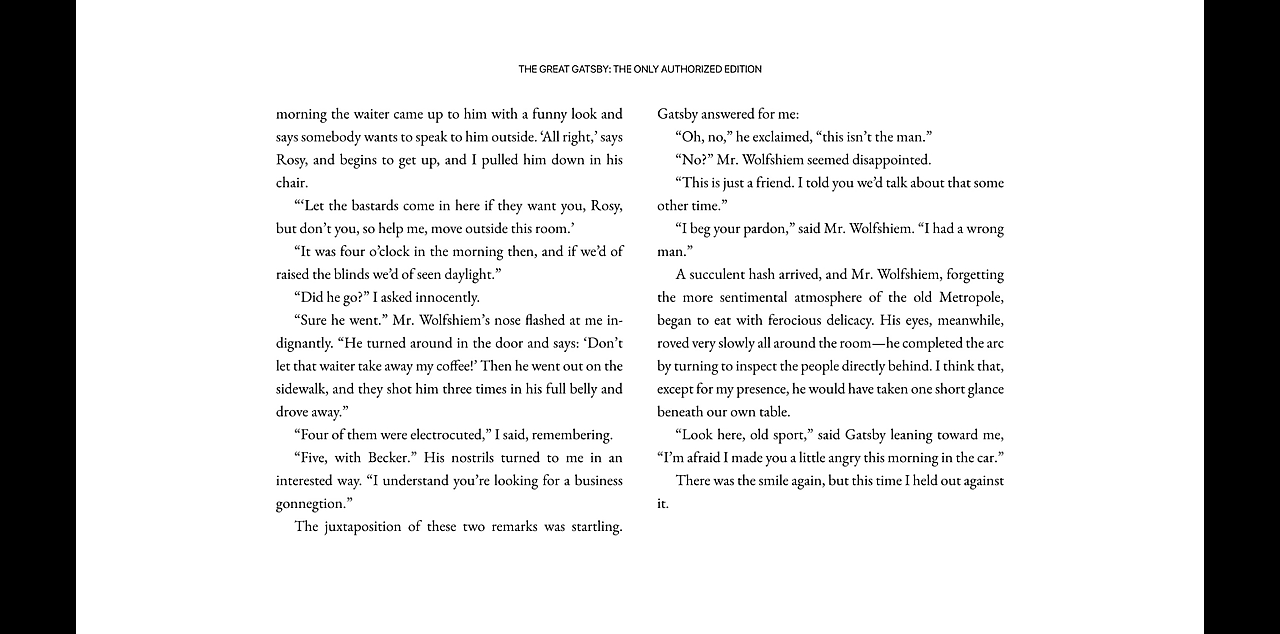 THE GREAT GATSBY: THE ONLY AUTHORIZED EDITION
morning the waiter came up to him with a funny look and
says somebody wants to speak to him outside. ‘All right,’ says
Rosy, and begins to get up, and I pulled him down in his
chair.
“‘Let the bastards come in here if they want you, Rosy,
but don’t you, so help me, move outside this room.’
“It was four o’clock in the morning then, and if we’d of
raised the blinds we’d of seen daylight.”
“Did he go?” I asked innocently.
“Sure he went.” Mr. Wolfshiem’s nose flashed at me in-
dignantly. “He turned around in the door and says: ‘Don’t
let that waiter take away my coffee!’ Then he went out on the
sidewalk, and they shot him three times in his full belly and
drove away.”
“Four of them were electrocuted,” I said, remembering.
“Five, with Becker.” His nostrils turned to me in an
interested way. “I understand you’re looking for a business
gonnegtion.”
The juxtaposition of these two remarks was startling.
Gatsby answered for me:
“Oh, no,” he exclaimed, “this isn’t the man.”
“No?” Mr. Wolfshiem seemed disappointed.
“This is just a friend. I told you we’d talk about that some
other time.”
“I beg your pardon,” said Mr. Wolfshiem. “I had a wrong
man.”
A succulent hash arrived, and Mr. Wolfshiem, forgetting
the more sentimental atmosphere of the old Metropole,
began to eat with ferocious delicacy. His eyes, meanwhile,
roved very slowly all around the room—he completed the arc
by turning to inspect the people directly behind. I think that,
except for my presence, he would have taken one short glance
beneath our own table.
“Look here, old sport,” said Gatsby leaning toward me,
“I’m afraid I made you a little angry this morning in the car.”
There was the smile again, but this time I held out against
it.